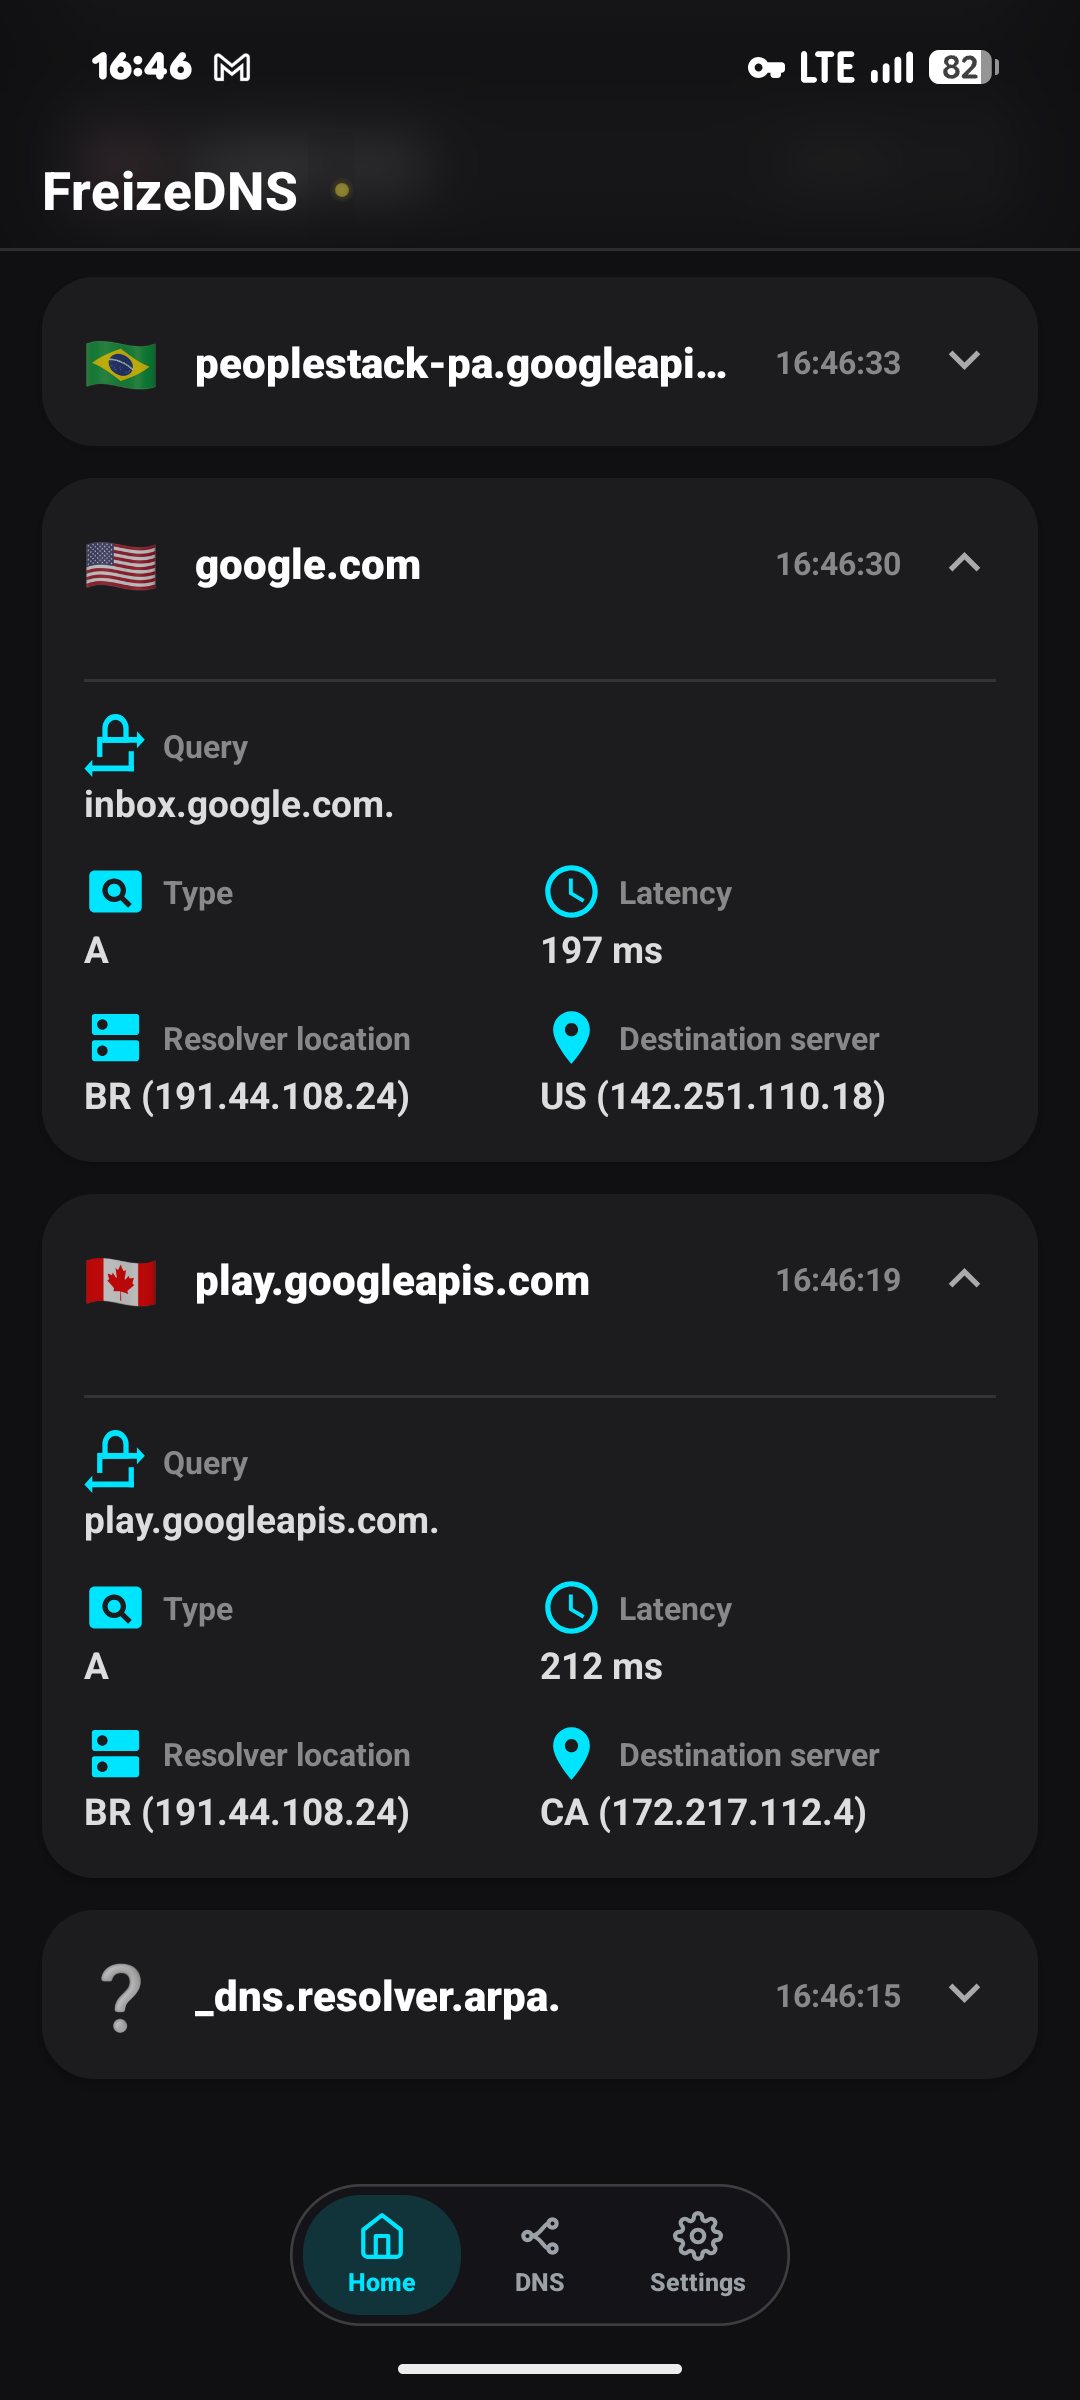 16:46
LTE
82
FreizeDNS
peoplestack-pa.googleapi...
16:46:33
google.com
16:46:30
Query
inbox.google.com.
Type
Latency
A
197 ms
Resolver location
Destination server
BR (191.44.108.24)
US (142.251.110.18)
play.googleapis.com
16:46:19
Query
play.googleapis.com.
Type
Latency
A
212 ms
Resolver location
Destination server
BR (191.44.108.24)
CA (172.217.112.4)
_dns.resolver.arpa.
16:46:15
Home
DNS
Settings